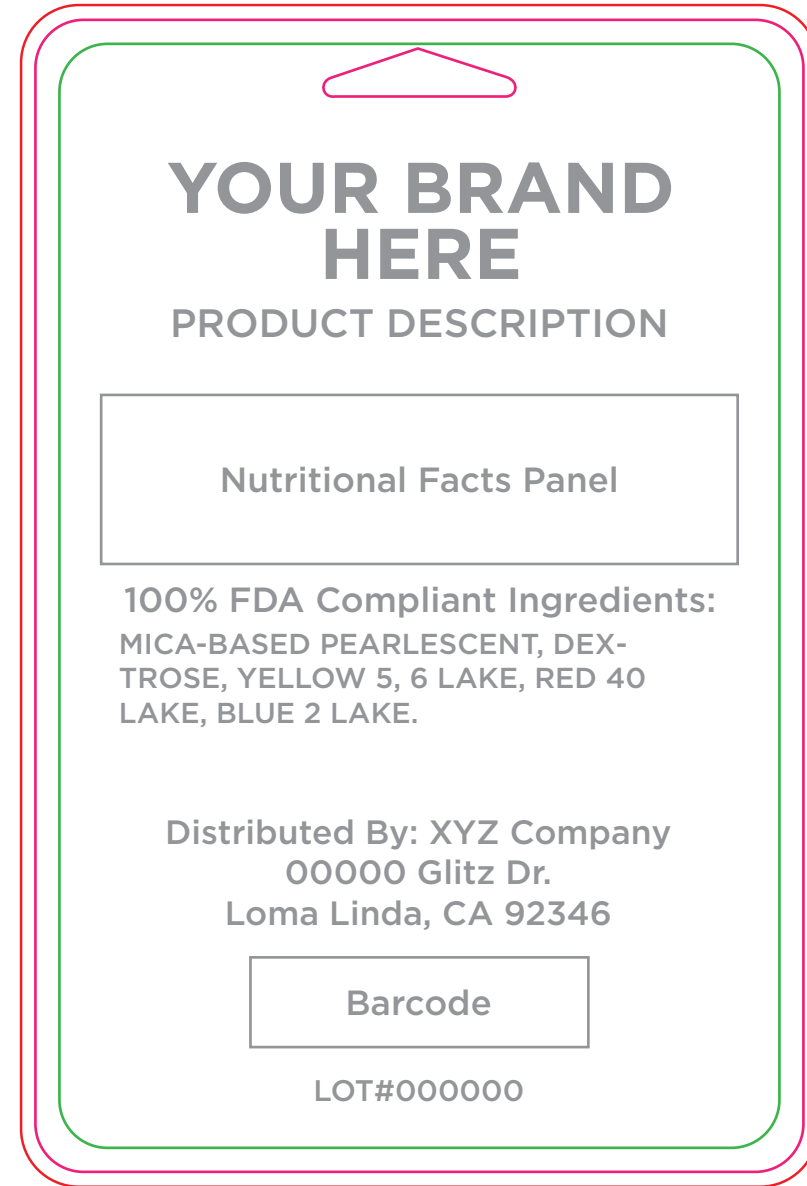 YOUR BRAND
HERE
PRODUCT DESCRIPTION
Nutritional Facts Panel
100% FDA Compliant Ingredients:
MICA-BASED PEARLESCENT, DEX-
TROSE, YELLOW 5, 6 LAKE, RED 40
LAKE, BLUE 2 LAKE.
Distributed By: XYZ Company
00000 Glitz Dr.
Loma Linda, CA 92346
Barcode
LOT#000000